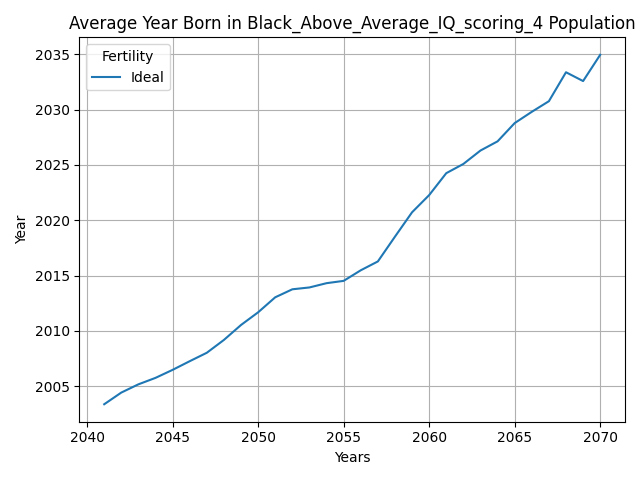 Average Year Born in Black_Above_Average_IQ_scoring_4 Population
Fertility
Ideal
Year
2035
2030
2025
2020
2015
2010
2005
2040 2045 2050 2055 2060 2065 2070
Years